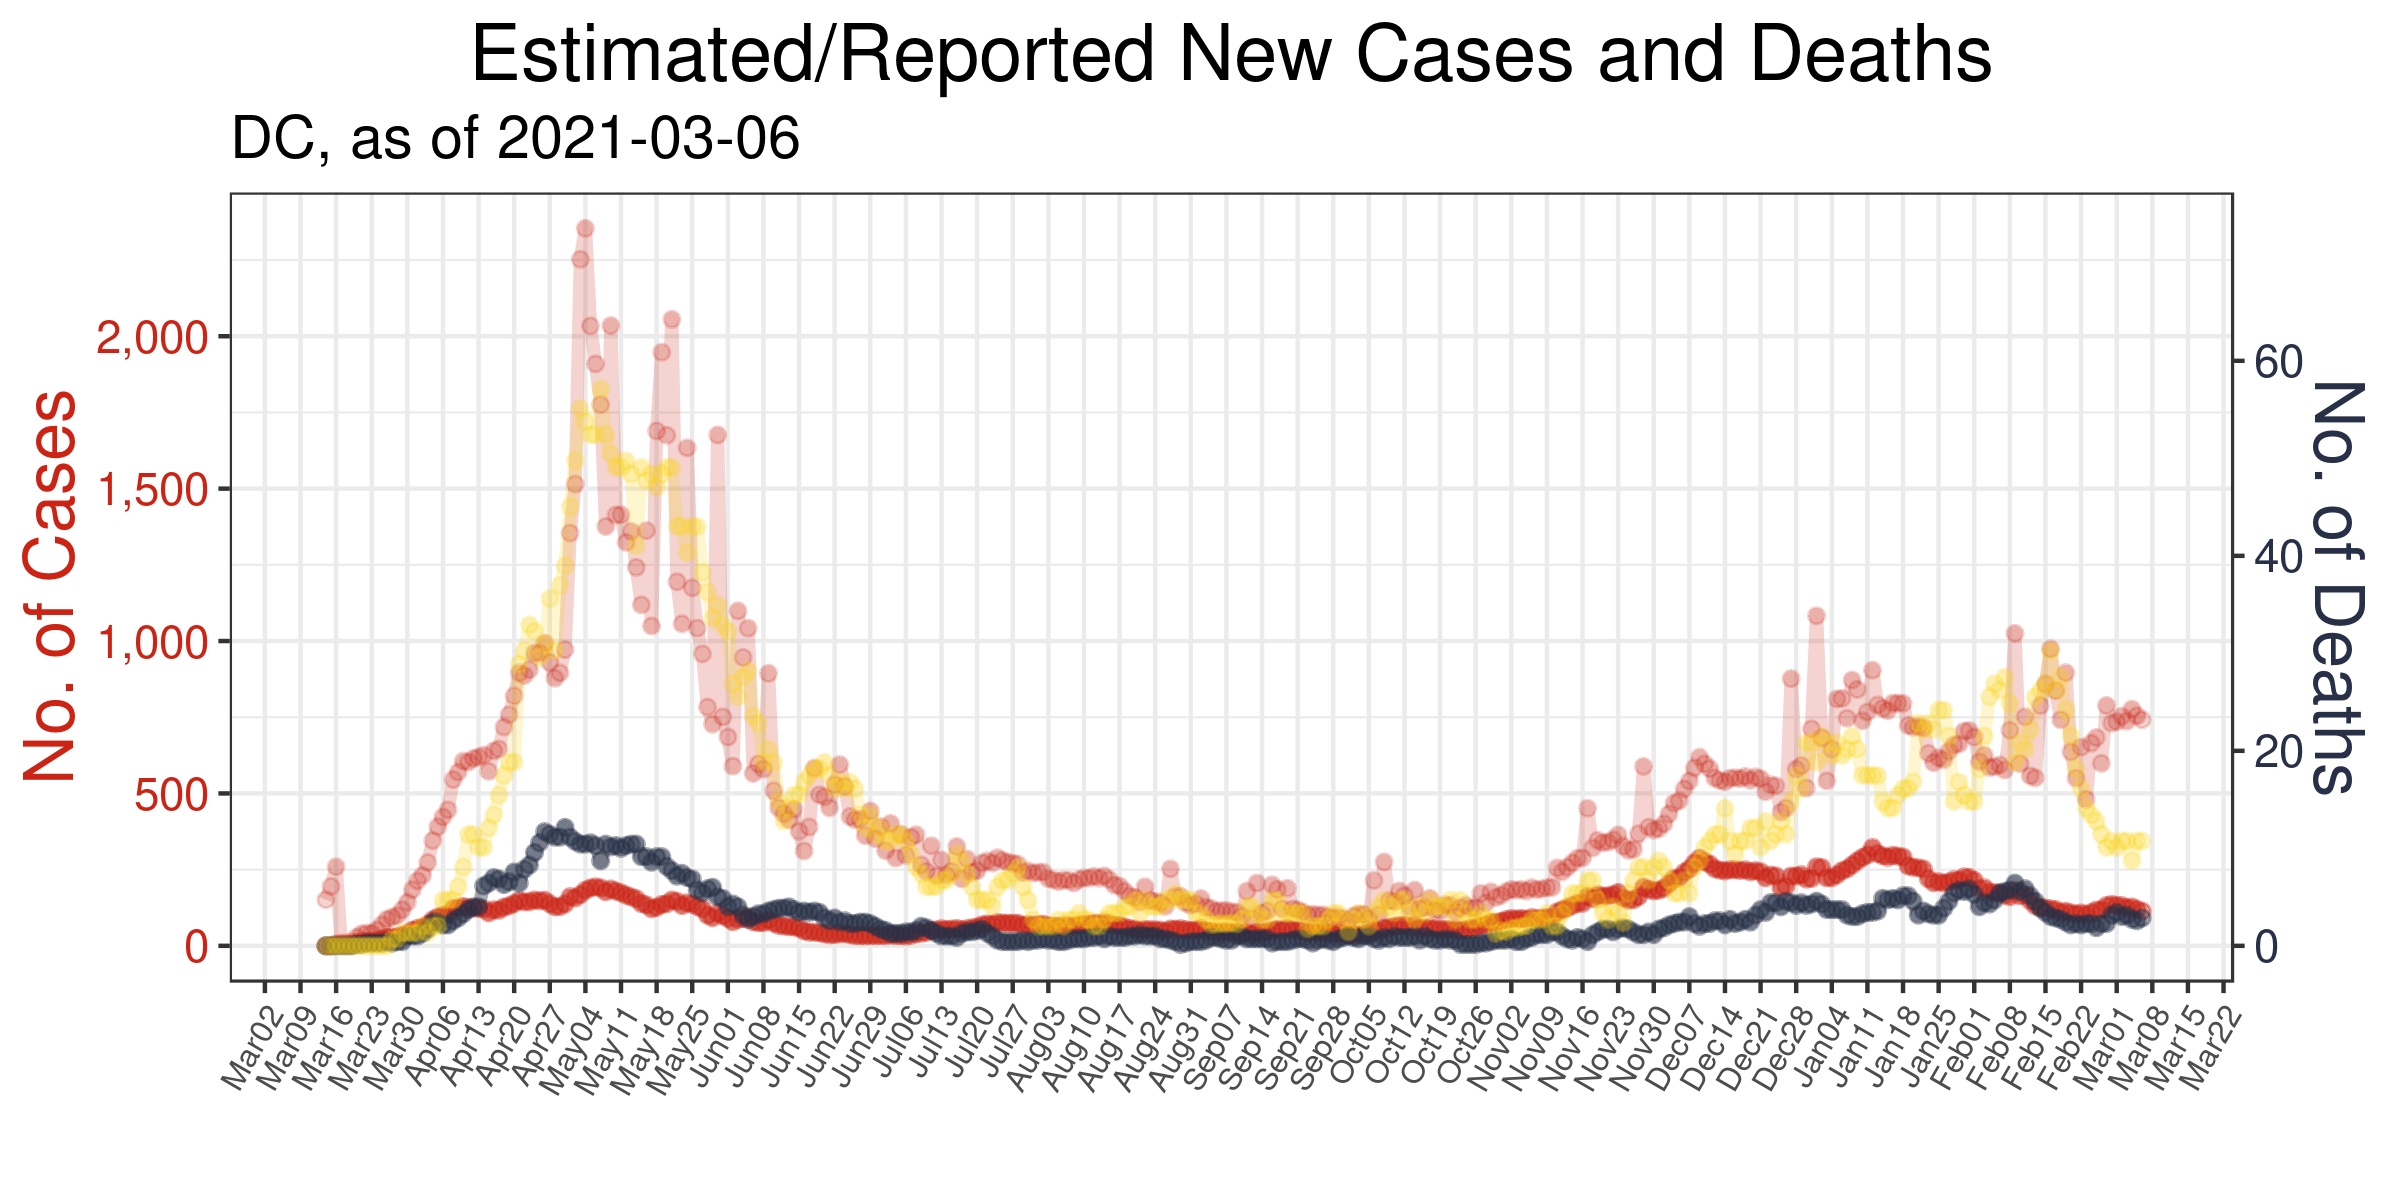 Estimated/Reported New Cases and Deaths
DC, as of 2021-03-06
No. of Cases
2,000
1,500
1,000
500
0
60
40
20
0
No. of Deaths
Mar02
Mar09
Mar16
Mar23
Mar30
Apr06
Apr13
Apr20
Apr27
May04
May11
May18
May25
Jun01
Jun08
Jun15
Jun22
Jun29
Jul06
Jul13
Jul20
Jul27
Aug03
Aug10
Aug17
Aug24
Aug31
Sep07
Sep14
Sep21
Sep28
Oct05
Oct12
Oct19
Oct26
Nov02
Nov09
Nov16
Nov23
Nov30
Dec07
Dec14
Dec21
Dec28
Dec04
Jan11
Jan18
Jan18
Jan25
Feb01
Feb08
Feb15
Feb22
Mar01
Mar08
Mar15
Mar22